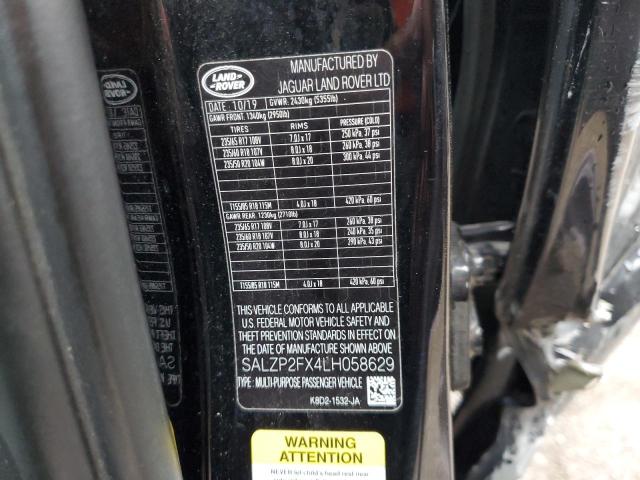 LAND
ROVER
MANUFACTURED BY
JAGUAR LAND ROVER LTD
DATE: 10/19 GVWR: 2430kg (5355lb)
GAWR FRONT: 1340kg (2950lb)
TIRES RIMS PRESSURE (COLD)
235/65 R17 108V 7.0J x 17 250 kPa, 37 psi
235/60 R18 107V 8.0J x 18 260 kPa, 38 psi
235/50 R20 104W 8.0J x 20 300 kPa, 44 psi
T155/85 R18 115M 4.0J x 18 420 kPa, 60 psi
GAWR REAR: 1230kg (2710lb)
235/65 R17 108V 7.0J x 17 260 kPa, 38 psi
235/60 R18 107V 8.0J x 18 240 kPa, 35 psi
235/50 R20 104W 8.0J x 20 290 kPa, 43 psi
T155/85 R18 115M 4.0J x 18 420 kPa, 60 psi
THIS VEHICLE CONFORMS TO ALL APPLICABLE
U.S. FEDERAL MOTOR VEHICLE SAFETY AND
THEFT PREVENTION STANDARDS IN EFFECT ON
THE DATE OF MANUFACTURE SHOWN ABOVE
SALZP2FX4LH058629
TYPE: MULTI-PURPOSE PASSENGER VEHICLE
K8D2-1532-JA
WARNING
ATTENTION
NEVER let child's head rest near